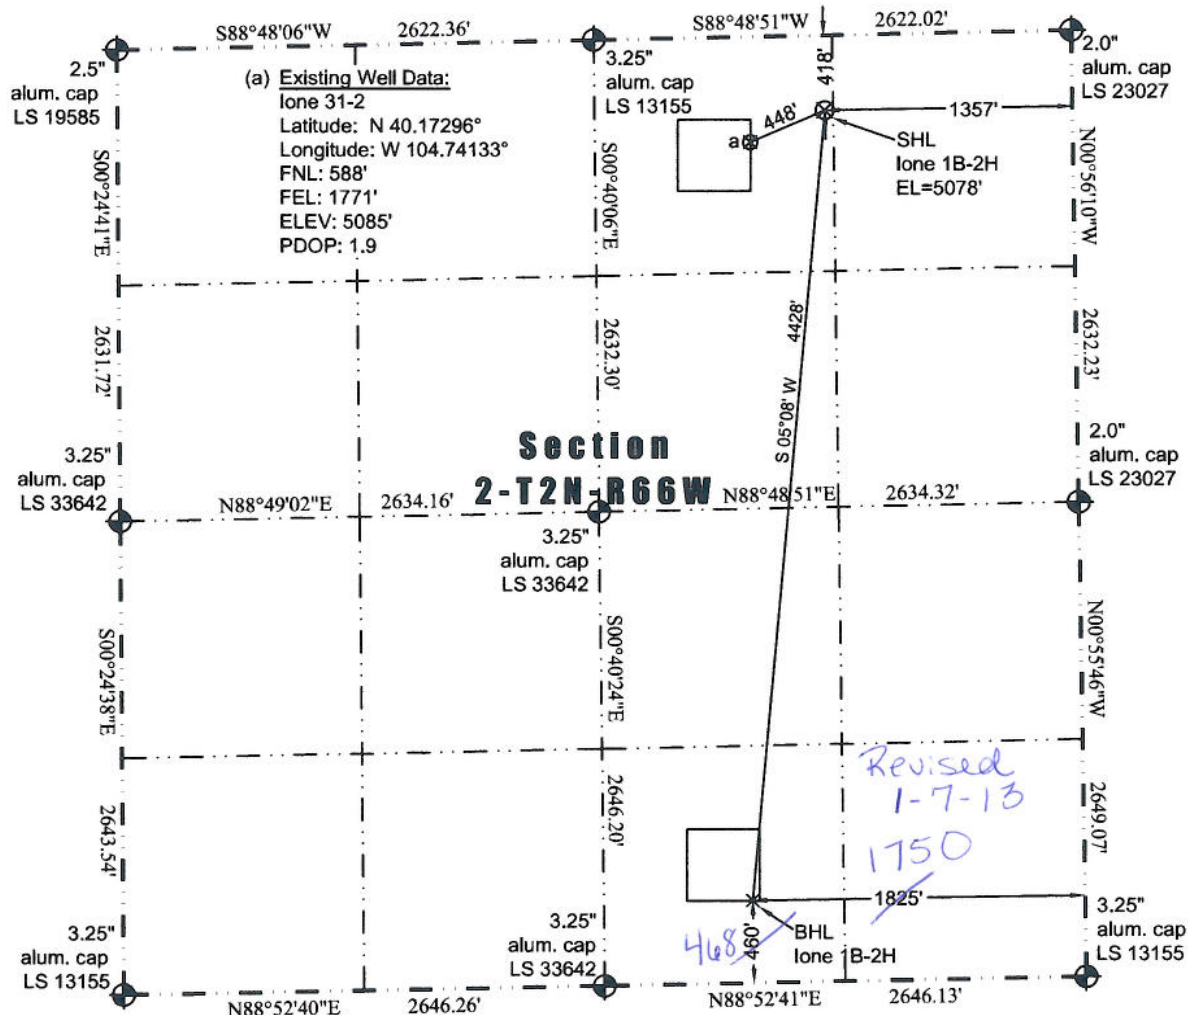 S88°48'06"W
2622.36'
S88°48'51"W
2622.02'
418'
2.5"
alum. cap
LS 19585
(a) Existing Well Data:
Ione 31-2
Latitude: N 40.17296°
Longitude: W 104.74133°
FNL: 588'
FEL: 1771'
ELEV: 5085'
PDOP: 1.9
3.25"
alum. cap
LS 13155
448'
a
1357'
SHL
Ione 1B-2H
EL=5078'
2.0"
alum. cap
LS 23027
S00°24'41"E
S00°40'06"E
N00°56'10"W
2631.72'
2632.30'
4428'
S 05°08' W
2632.23'
3.25"
alum. cap
LS 33642
Section
2-T2N-R66W
2.0"
alum. cap
LS 23027
N88°49'02"E
2634.16'
N88°48'51"E
2634.32'
3.25"
alum. cap
LS 33642
S00°24'38"E
S00°40'24"E
N00°55'46"W
Revised
1-7-13
1750
2643.54'
2646.20'
2649.07'
1825'
3.25"
alum. cap
LS 13155
3.25"
alum. cap
LS 33642
468
460'
BHL
Ione 1B-2H
3.25"
alum. cap
LS 13155
N88°52'40"E
2646.26'
N88°52'41"E
2646.13'